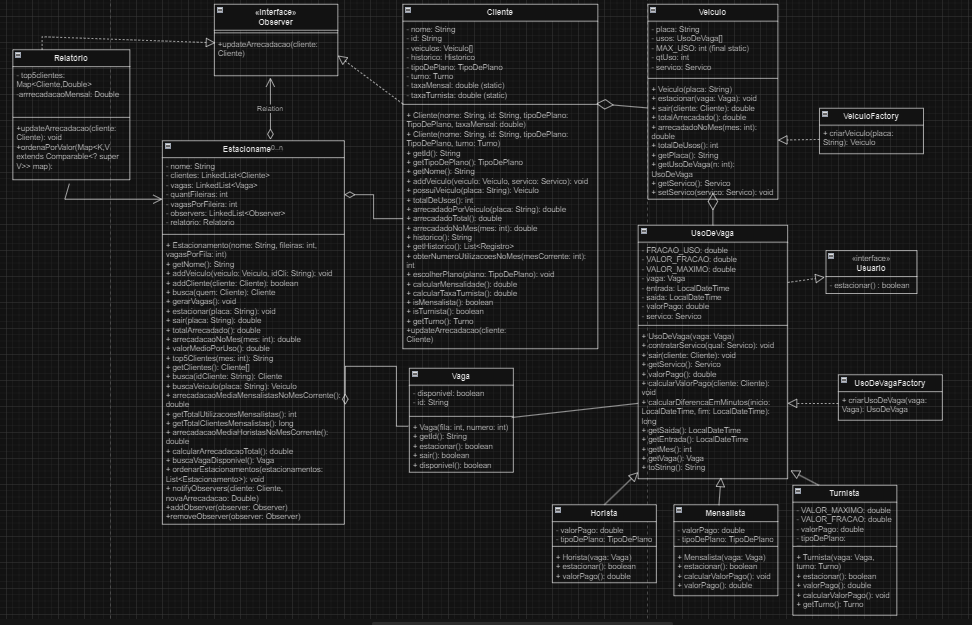 «interface»
Observer
+updateArrecadacao(cliente:
Cliente)
Relatório
- top5clientes:
Map<Cliente,Double>
-arrrecadacaoMensal: Double
+updateArrecadacao(cliente:
Cliente): void
+ordenaPorValor(Map<K,V
extends Comparable<? super
V>> map):
Relation
0..n
Estacioname
- nome: String
- clientes: LinkedList<Cliente>
- vagas: LinkedList<Vaga>
- quantFileiras: int
- vagasPorFileira: int
- observers: LinkedList<Observer>
- relatorio: Relatorio
+ Estacionamento(nome: String, fileiras: int,
vagasPorFila): int)
+ getNome(): String
+ addVeiculo(veiculo: Veiculo, idCli: String): void
+ addCliente(cliente: Cliente): boolean
+ busca(quem: Cliente): Cliente
+ gerarVagas(): void
+ estacionar(placa: String): void
+ sair(placa: String): double
+ totalArrecadado(): double
+ arrecadacaoNoMes(mes: int): double
+ valorMedioPorUso(): double
+ top5Clientes(mes: int): String
+ getClientes(): Cliente[]
+ busca(idCliente: String): Cliente
+ buscaVeiculo(placa: String): Veiculo
+ arrecadacaoMediaMensalistasNoMesCorrente():
double
+ getTotalUtilizacoesMensalistas(): int
+ getTotalClientesMensalistas(): long
+ arrecadacaoMediaHoristasNoMesCorrente():
double
+ calcularArrecadacaoTotal(): double
+ buscaVagaDisponivel(): Vaga
+ ordenarEstacionamentos(estacionamentos:
List<Estacionamento>): void
+ notifyObservers(cliente: Cliente,
novaArrecadacao: Double)
+addObserver(observer: Observer)
+removeObserver(observer: Observer)
Cliente
- nome: String
- id: String
- veiculos: Veiculo[]
- historico: Historico
- tipoDePlano: TipoDePlano
- turno: Turno
- taxaMensal: double (static)
- taxaTurnista: double (static)
+ Cliente(nome: String, id: String, tipoDePlano:
TipoDePlano, taxaMensal: double)
+ Cliente(nome: String, id: String, tipoDePlano:
TipoDePlano, turno: Turno)
+ getId(): String
+ getTipoDePlano(): TipoDePlano
+ getNome(): String
+ addVeiculo(veiculo: Veiculo, servico: Servico): void
+ possuiVeiculo(placa: String): Veiculo
+ totalDeUsos(): int
+ arrecadadoPorVeiculo(placa: String): double
+ arrecadadoTotal(): double
+ arrecadadoNoMes(mes: int): double
+ historico(): String
+ getHistorico(): List<Registro>
+ obterNumeroUtilizacoesNoMes(mesCorrente: int):
int
+ escolherPlano(plano: TipoDePlano): void
+ calcularMensalidade(): double
+ calcularTaxaTurnista(): double
+ isMensalista(): boolean
+ isTurnista(): boolean
+ getTurno(): Turno
+updateArrecadacao(cliente:
Cliente)
Vaga
- disponivel: boolean
- id: String
+ Vaga(fila: int, numero: int)
+ getId(): String
+ estacionar(): boolean
+ sair(): boolean
+ disponivel(): boolean
Veiculo
- placa: String
- usos: UsoDeVaga[]
- MAX_USO: int (final static)
- qtUso: int
- servico: Servico
+ Veiculo(placa: String)
+ estacionar(vaga: Vaga): void
+ sair(cliente: Cliente): double
+ totalArrecadado(): double
+ arrecadadoNoMes(mes: int):
double
+ totalDeUsos(): int
+ getPlaca(): String
+ getUsoDeVaga(n: int):
UsoDeVaga
+ getServico(): Servico
+ setServico(servico: Servico): void
VeiculoFactory
+ criarVeiculo(placa:
String): Veiculo
UsoDeVaga
- FRACAO_USO: double
- VALOR_FRACAO: double
- VALOR_MAXIMO: double
- vaga: Vaga
- entrada: LocalDateTime
- saida: LocalDateTime
- valorPago: double
- servico: Servico
+ UsoDeVaga(vaga: Vaga)
+ contratarServico(qual: Servico): void
+ sair(cliente: Cliente): void
+ getServico(): Servico
+ valorPago(): double
+ calcularValorPago(cliente: Cliente):
void
+ calcularDiferencaEmMinutos(inicio:
LocalDateTime, fim: LocalDateTime):
long
+ getSaida(): LocalDateTime
+ getEntrada(): LocalDateTime
+ getMes(): int
+ getVaga(): Vaga
+ toString(): String
«interface»
Usuario
- estacionar() : boolean
UsoDeVagaFactory
+ criarUsoDeVaga(vaga:
Vaga): UsoDeVaga
Horista
- valorPago: double
- tipoDePlano: TipoDePlano
+ Horista(vaga: Vaga)
+ estacionar(): boolean
+ valorPago(): double
Mensalista
- valorPago: double
- tipoDePlano: TipoDePlano
+ Mensalista(vaga: Vaga)
+ estacionar(): boolean
+ calcularValorPago(): void
+ valorPago(): double
Turnista
- VALOR_MAXIMO: double
- VALOR_FRACAO: double
- valorPago: double
- tipoDePlano:
+ Turnista(vaga: Vaga,
turno: Turno)
+ estacionar(): boolean
+ valorPago(): double
+ calcularValorPago(): void
+ getTurno(): Turno